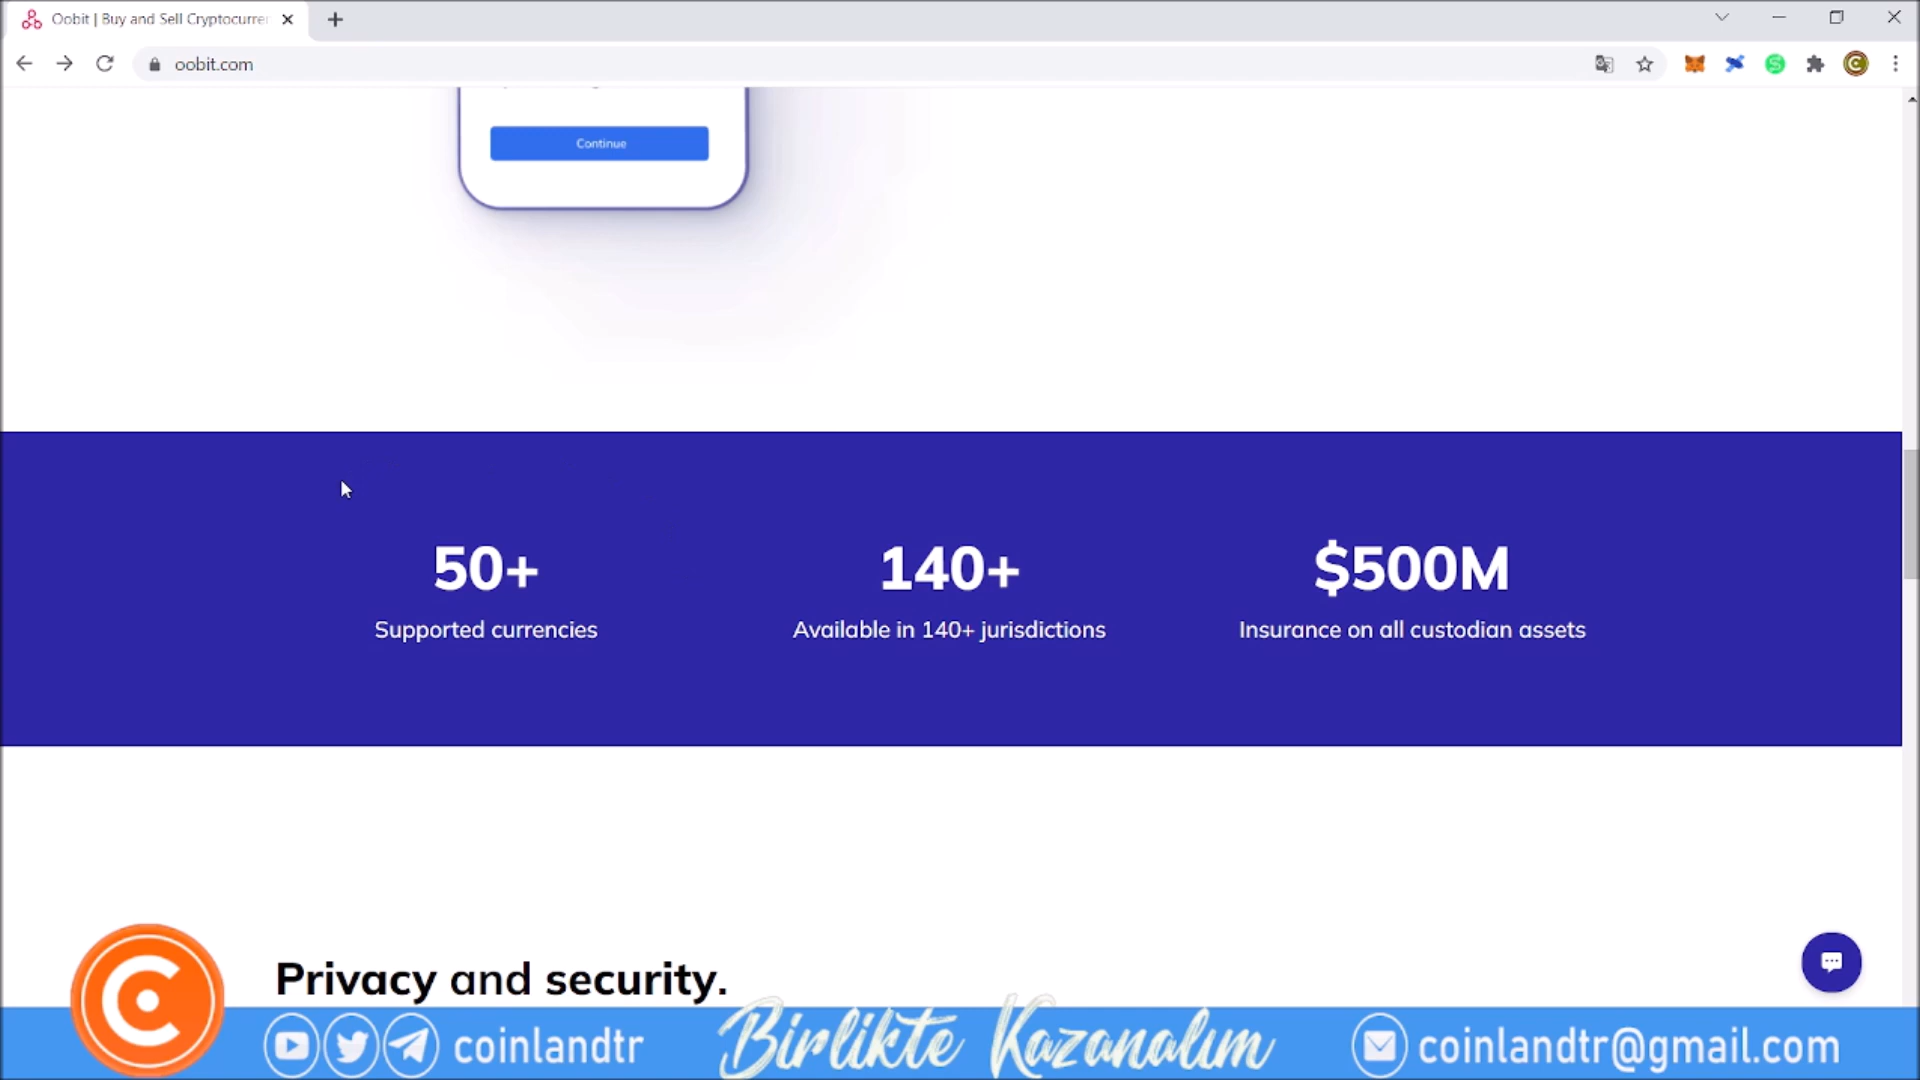 Oobit | Buy and Sell Cryptocurre
oobit.com
Continue
50+
140+
$500M
Supported currencies
Available in 140+ jurisdictions
Insurance on all custodian assets
Privacy and security.
coinlandtr
Birlikte Kazanalım
coinlandtr@gmail.com